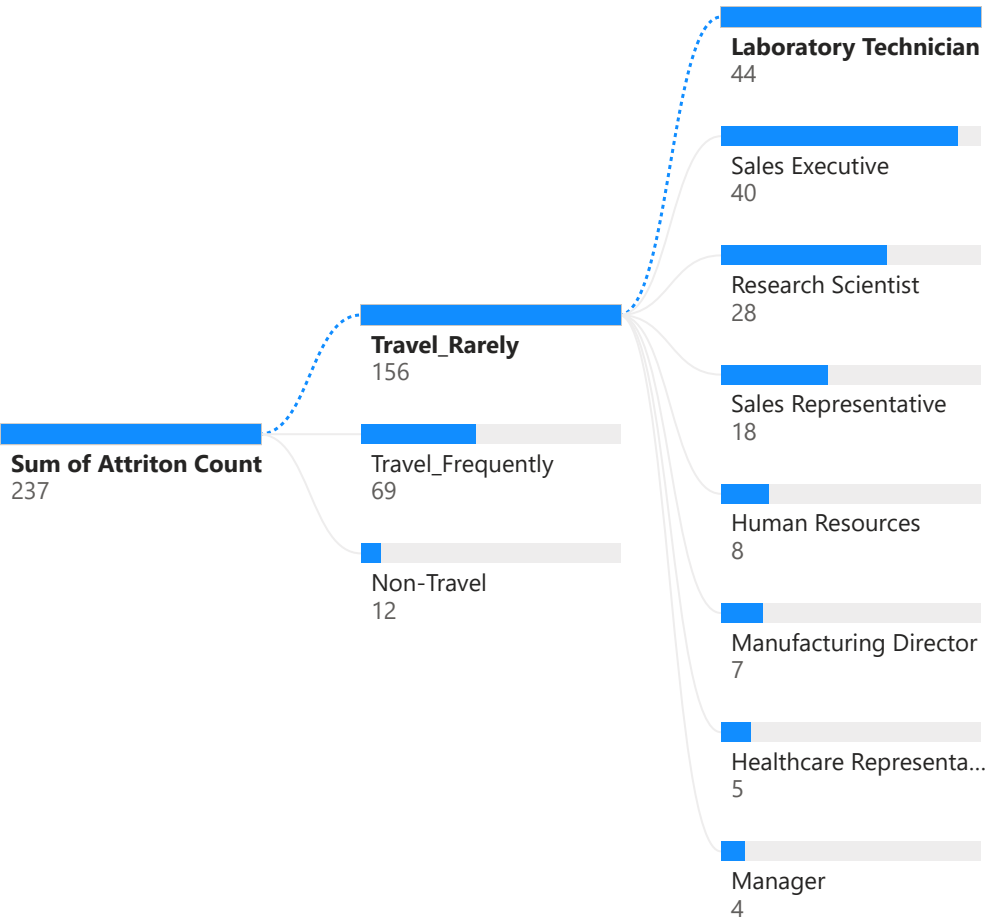 Sum of Attriton Count
237
Travel_Rarely
156
Travel_Frequently
69
Non-Travel
12
Laboratory Technician
44
Sales Executive
40
Research Scientist
28
Sales Representative
18
Human Resources
8
Manufacturing Director
7
Healthcare Representa...
5
Manager
4